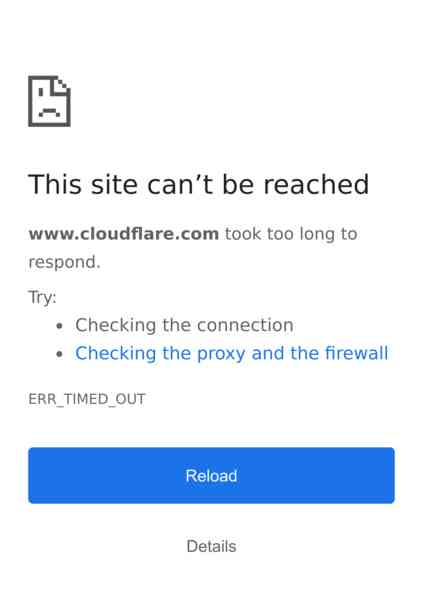 This site can’t be reached
www.cloudflare.com took too long to
respond.
Try:
• Checking the connection
• Checking the proxy and the firewall
ERR_TIMED_OUT
Reload
Details